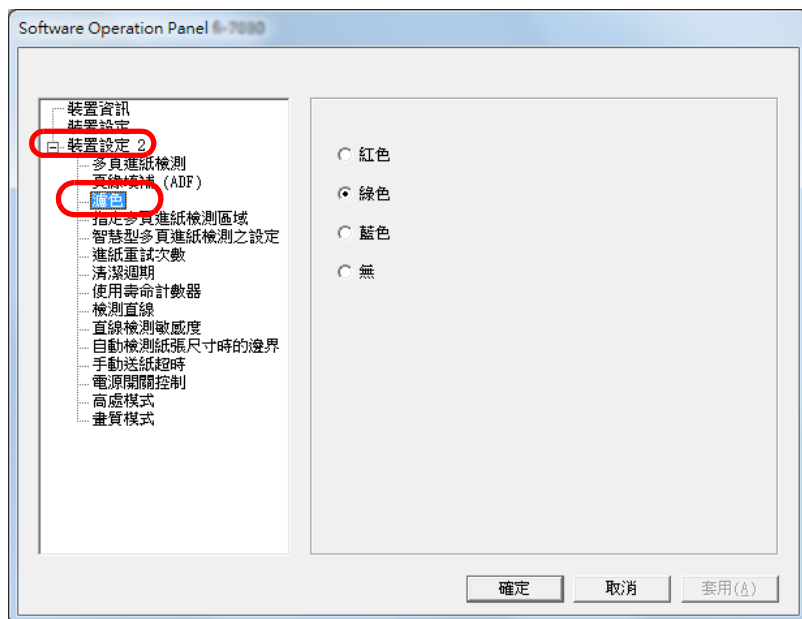 Software Operation Panel
裝置資訊
裝置設定
裝置設定 2
多頁進紙檢測
頁緣填補 (ADF)
濾色
指定多頁進紙檢測區域
智慧型多頁進紙檢測之設定
進紙重試次數
清潔週期
使用壽命計數器
檢測直線
直線檢測敏感度
自動檢測紙張尺寸時的邊界
手動送紙超時
電源開關控制
高處模式
畫質模式
紅色
綠色
藍色
無
確定
取消
套用(A)